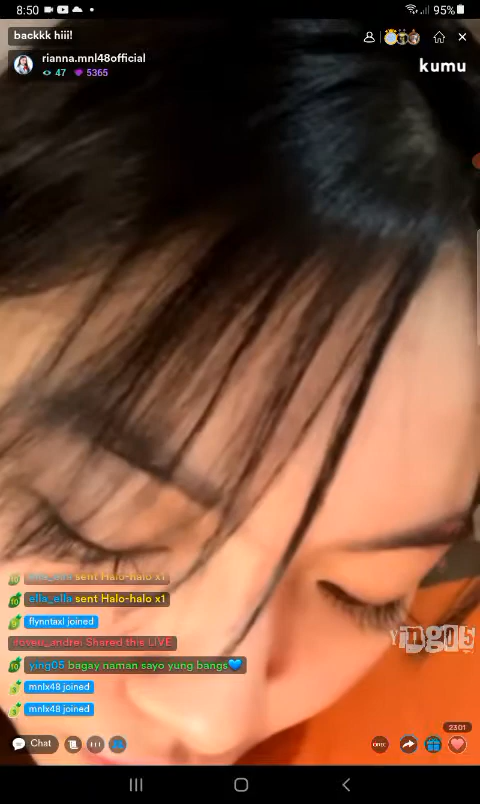 8:50
95%
backkk hiii!
rianna.mnl48official
47 5365
kumu
ella_ella sent Halo-halo x1
ella_ella sent Halo-halo x1
flynntaxl joined
Shared this LIVE
ying05 bagay naman sayo yung bangs💙
mnlx48 joined
mnlx48 joined
Ying05
2301
Chat